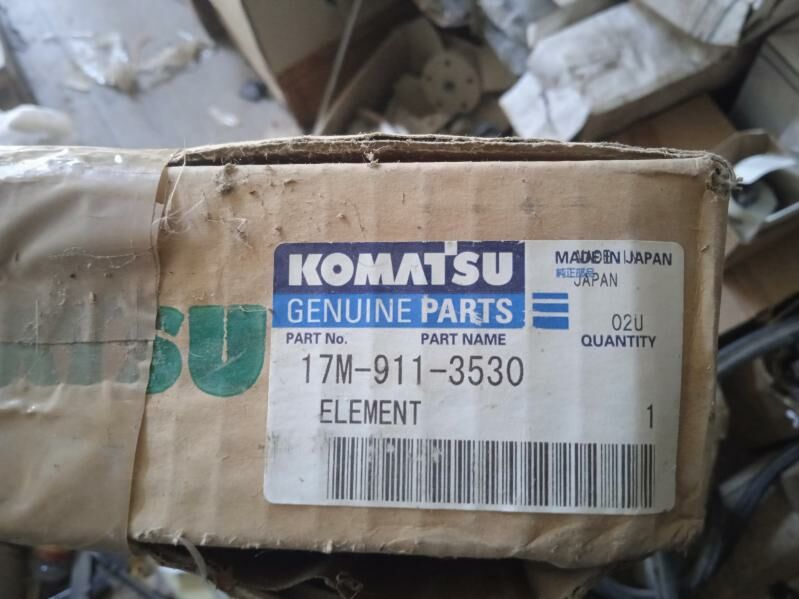 KOMATSU
GENUINE PARTS
MADE IN JAPAN
純正部品
JAPAN
02U
PART No.
PART NAME
QUANTITY
17M-911-3530
ELEMENT
1
SU